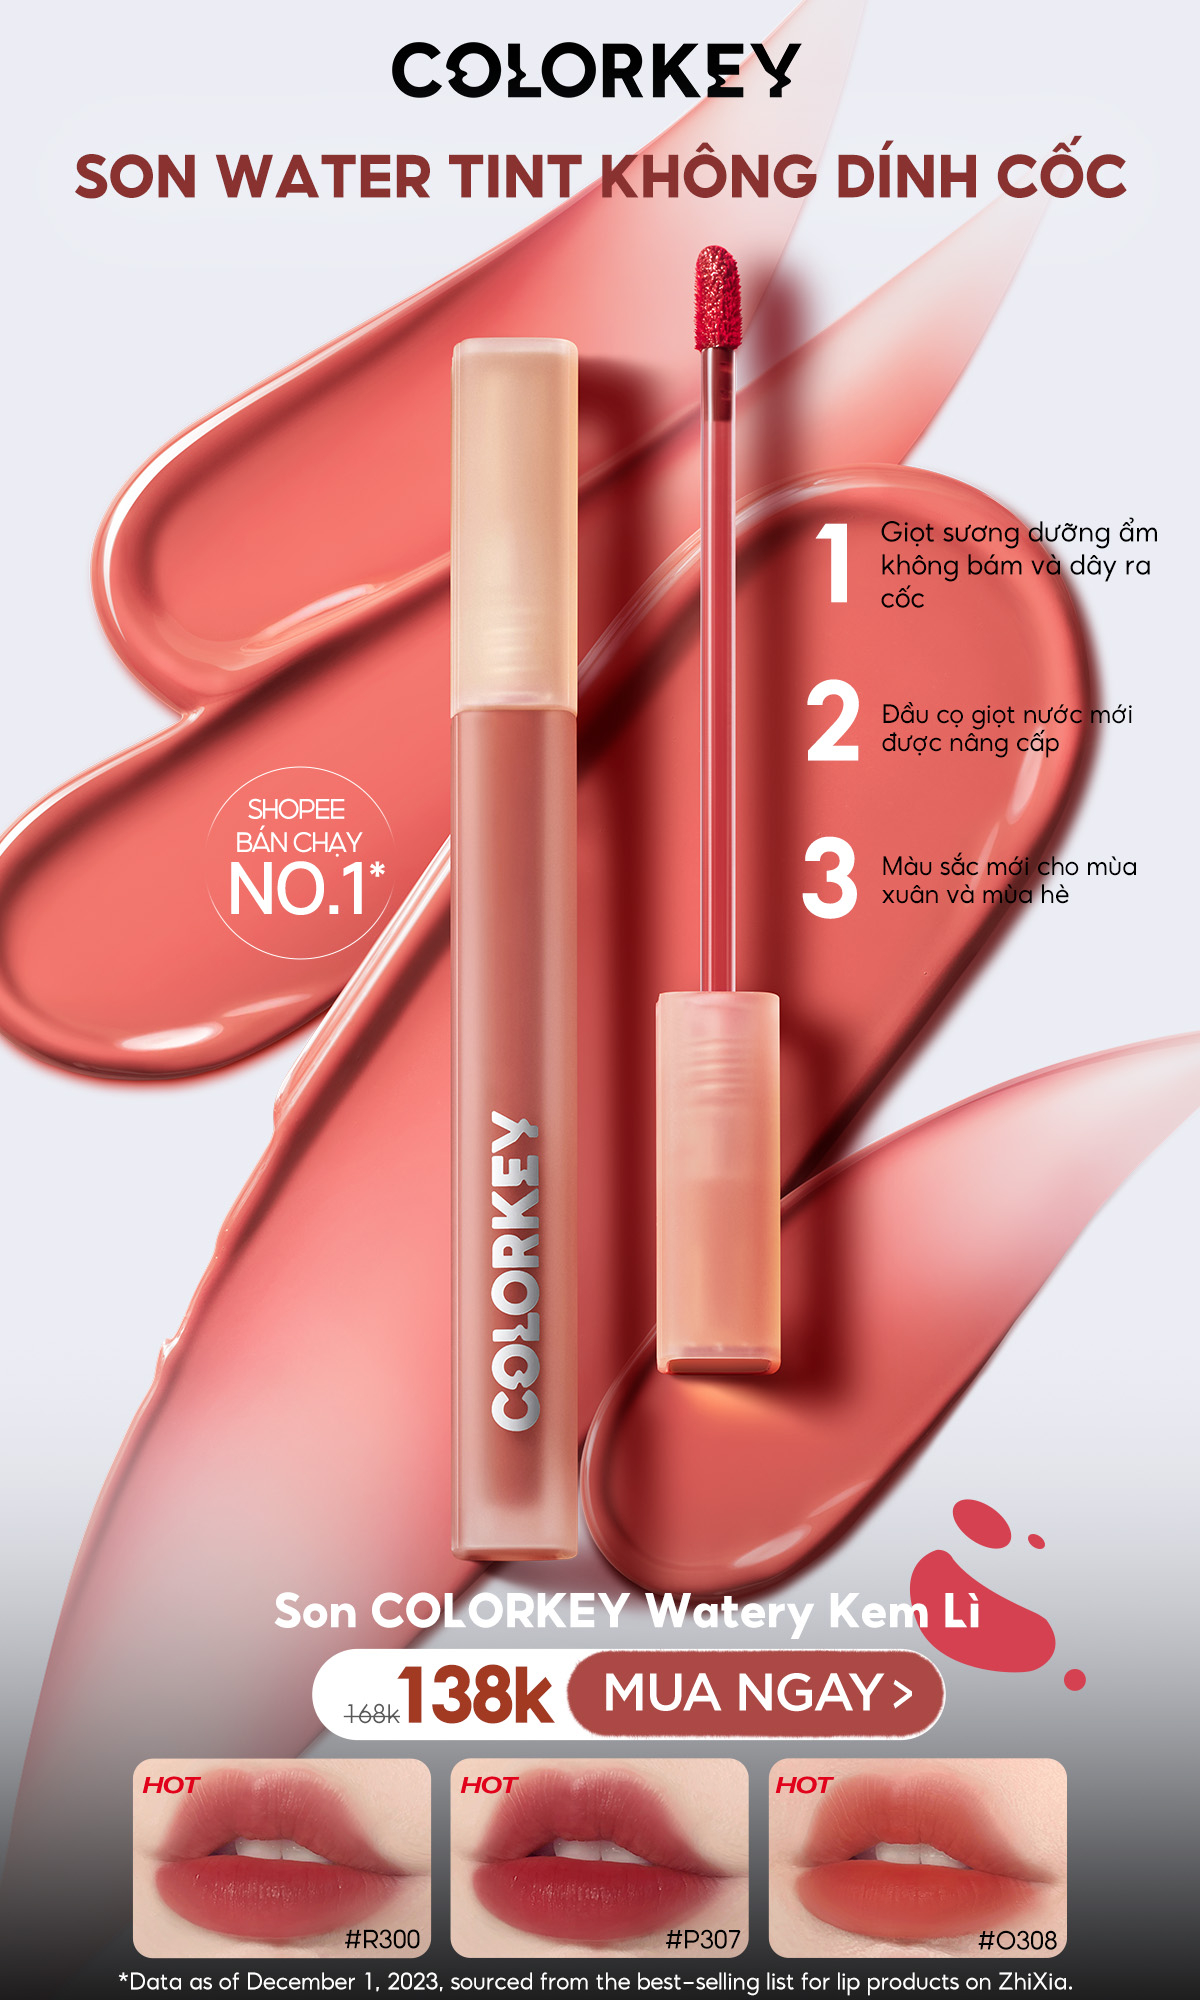 COLORKEY
SON WATER TINT KHÔNG DÍNH CỐC
1
Giọt sương dưỡng ẩm
không bám và dây ra
cốc
2
Đầu cọ giọt nước mới
được nâng cấp
3
Màu sắc mới cho mùa
xuân và mùa hè
SHOPEE
BÁN CHẠY
NO.1*
COLORKEY
Son COLORKEY Watery Kem Lì
168k 138k MUA NGAY >
HOT
#R300
HOT
#P307
HOT
#O308
*Data as of December 1, 2023, sourced from the best-selling list for lip products on ZhiXia.